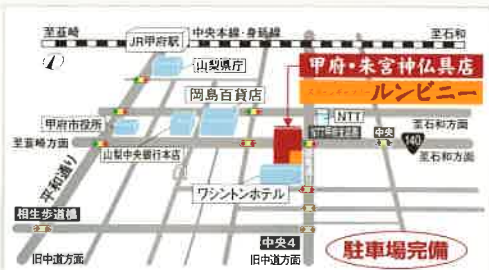 至韮崎
中央本線・身延線
至石和
JR甲府駅
山梨県庁
甲府・朱宮神仏具店
ルンビニー
岡島百貨店
甲府市役所
NTT
至石和方面
中央
至韮崎方面
山梨中央銀行本店
140
至石和方面
平和通り
ワシントンホテル
相生歩道橋
中央4
駐車場完備
旧中道方面
旧中道方面